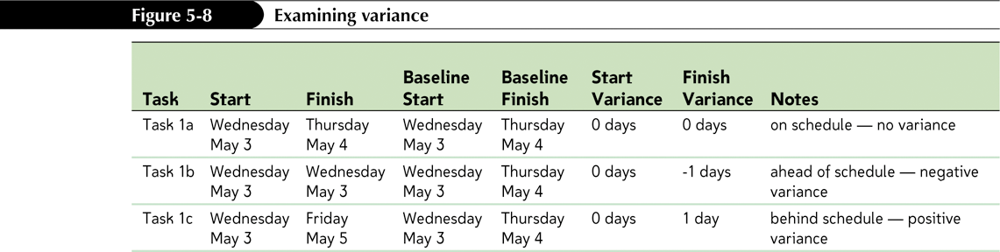 Figure 5-8 Examining variance
Baseline Baseline Start Finish
Task Start Finish Start Finish Variance Variance Notes
Task 1a Wednesday Thursday Wednesday Thursday 0 days 0 days on schedule — no variance
May 3 May 4 May 3 May 4
Task 1b Wednesday Wednesday Wednesday Thursday 0 days -1 days ahead of schedule — negative
May 3 May 3 May 3 May 4 variance
Task 1c Wednesday Friday Wednesday Thursday 0 days 1 day behind schedule — positive
May 3 May 5 May 3 May 4 variance